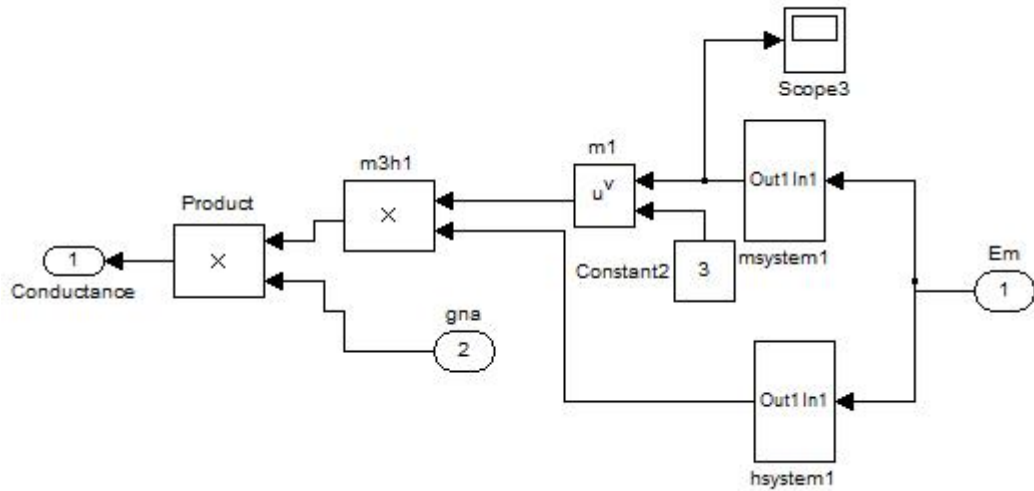 Scope3
m1
m3h1
Out1 In1
u^v
×
Product
msystem1
Constant2
3
Em
1
×
1
Conductance
gna
2
Out1 In1
hsystem1